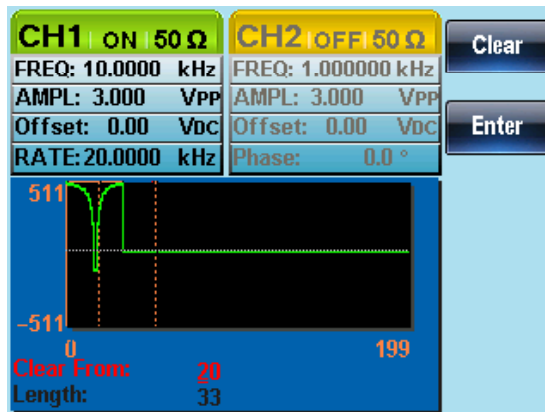 CH1 ON 50 Ω
CH2 OFF 50 Ω
Clear
FREQ: 10.0000 kHz
FREQ: 1.000000 kHz
AMPL: 3.000 VPP
AMPL: 3.000 VPP
Offset: 0.00 VDC
Offset: 0.00 VDC
Enter
RATE:20.0000 kHz
Phase: 0.0 °
511
-511
0
199
Clear From: 20
Length: 33